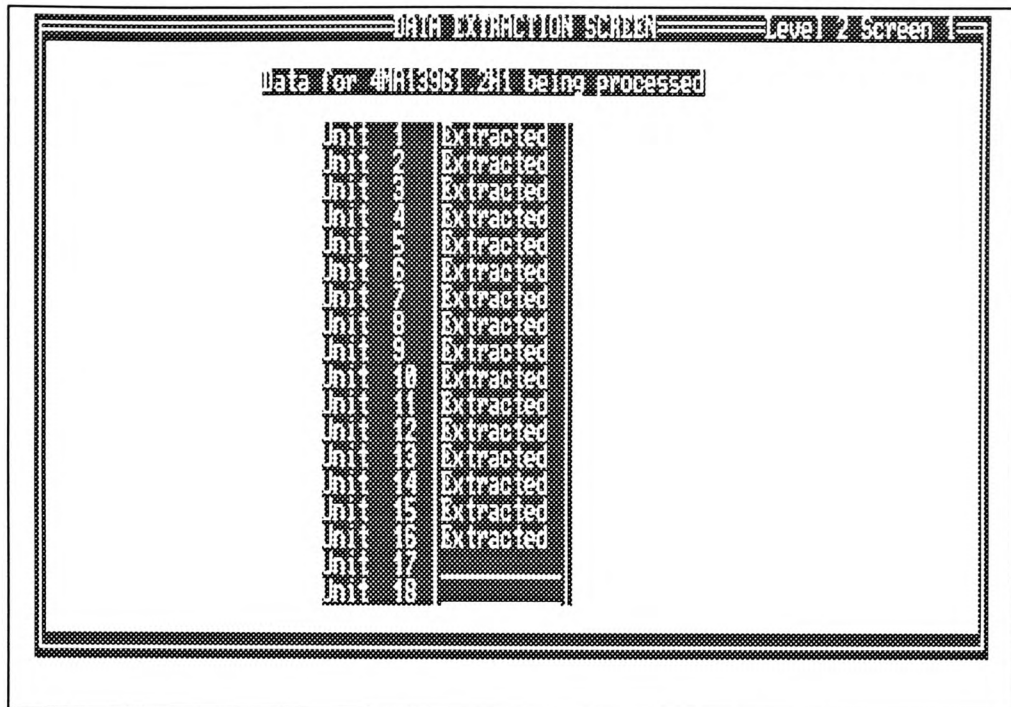 DATA EXTRACTION SCREEN Level 2 Screen 1
Data for being processed
Unit 1 Extracted
Unit 2 Extracted
Unit 3 Extracted
Unit 4 Extracted
Unit 5 Extracted
Unit 6 Extracted
Unit 7 Extracted
Unit 8 Extracted
Unit 9 Extracted
Unit 10 Extracted
Unit 11 Extracted
Unit 12 Extracted
Unit 13 Extracted
Unit 14 Extracted
Unit 15 Extracted
Unit 16 Extracted
Unit 17
Unit 18